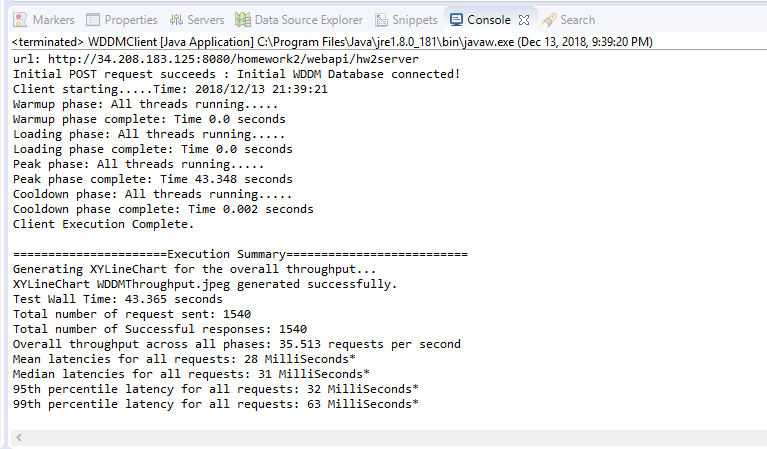 Markers Properties Servers Data Source Explorer Snippets Console Search
<terminated> WDDMClient [Java Application] C:\Program Files\Java\jre1.8.0_181\bin\javaw.exe (Dec 13, 2018, 9:39:20 PM)
url: http://34.208.183.125:8080/homework2/webapi/hw2server
Initial POST request succeeds : Initial WDDM Database connected!
Client starting.....Time: 2018/12/13 21:39:21
Warmup phase: All threads running.....
Warmup phase complete: Time 0.0 seconds
Loading phase: All threads running.....
Loading phase complete: Time 0.0 seconds
Peak phase: All threads running.....
Peak phase complete: Time 43.348 seconds
Cooldown phase: All threads running.....
Cooldown phase complete: Time 0.002 seconds
Client Execution Complete.
======================Execution Summary==========================
Generating XYLineChart for the overall throughput...
XYLineChart WDDMThroughput.jpeg generated successfully.
Test Wall Time: 43.365 seconds
Total number of request sent: 1540
Total number of Successful responses: 1540
Overall throughput across all phases: 35.513 requests per second
Mean latencies for all requests: 28 MilliSeconds*
Median latencies for all requests: 31 MilliSeconds*
95th percentile latency for all requests: 32 MilliSeconds*
99th percentile latency for all requests: 63 MilliSeconds*